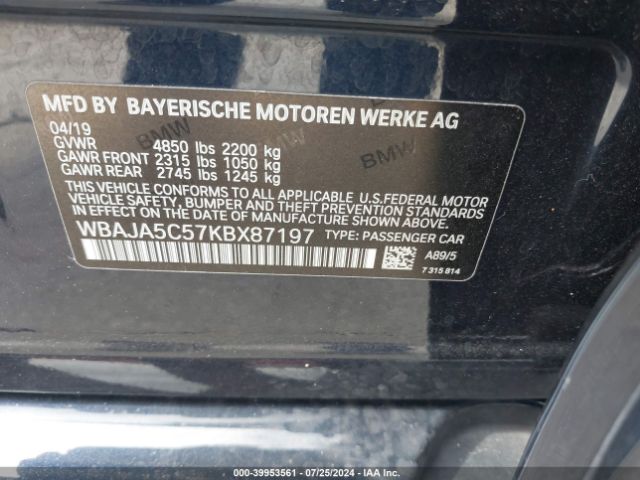 MFD BY BAYERISCHE MOTOREN WERKE AG
04/19
GVWR 4850 lbs 2200 kg
GAWR FRONT 2315 lbs 1050 kg
GAWR REAR 2745 lbs 1245 kg
THIS VEHICLE CONFORMS TO ALL APPLICABLE U.S.FEDERAL MOTOR
VEHICLE SAFETY, BUMPER AND THEFT PREVENTION STANDARDS
IN EFFECT ON THE DATE OF MANUFACTURE SHOWN ABOVE.
WBAJA5C57KBX87197 TYPE: PASSENGER CAR
A89/5
7 315 814
BMW
BMW
BMW
000-39953561 - 07/25/2024 - IAA Inc.